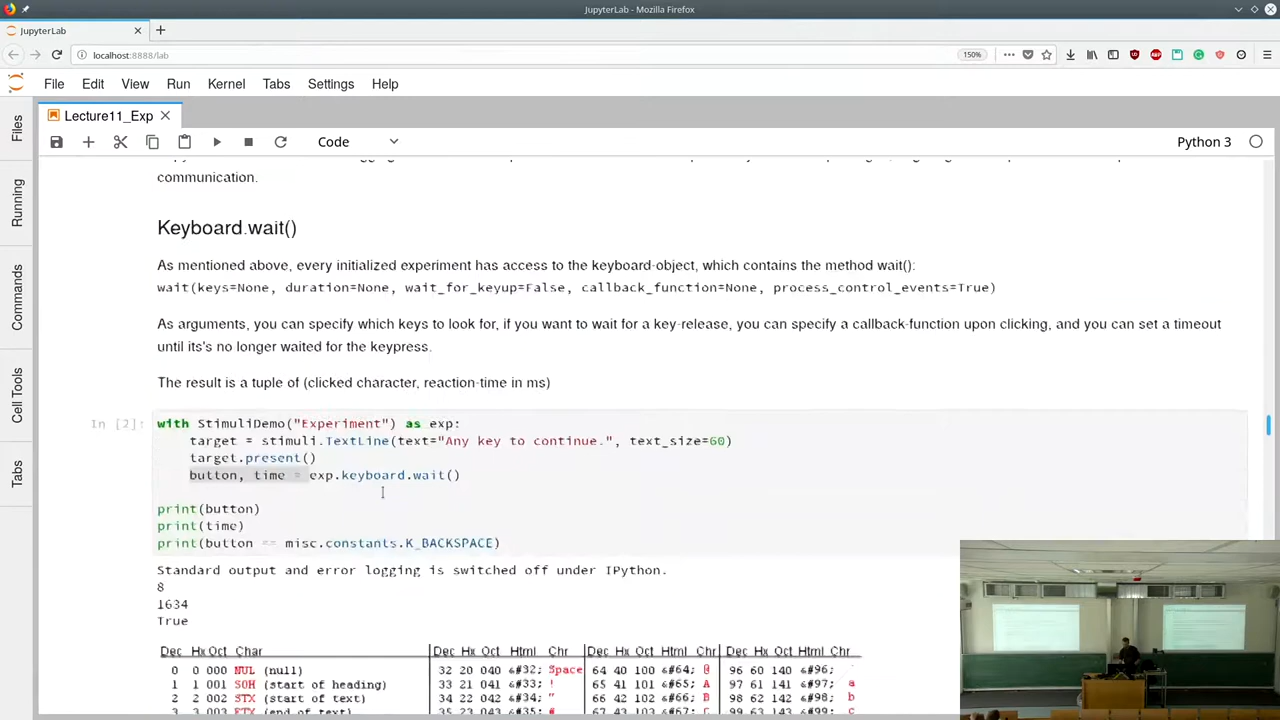 JupyterLab - Mozilla Firefox
JupyterLab
localhost:8888/lab
150%
File Edit View Run Kernel Tabs Settings Help
Lecture11_Exp
Code
Python 3
Files
Running
Commands
Cell Tools
Tabs
communication.
Keyboard.wait()
As mentioned above, every initialized experiment has access to the keyboard-object, which contains the method wait():
wait(keys=None, duration=None, wait_for_keyup=False, callback_function=None, process_control_events=True)
As arguments, you can specify which keys to look for, if you want to wait for a key-release, you can specify a callback-function upon clicking, and you can set a timeout
until its's no longer waited for the keypress.
The result is a tuple of (clicked character, reaction-time in ms)
In [2]:
with StimuliDemo("Experiment") as exp:
target = stimuli.TextLine(text="Any key to continue.", text_size=60)
target.present()
button, time = exp.keyboard.wait()
print(button)
print(time)
print(button == misc.constants.K_BACKSPACE)
Standard output and error logging is switched off under IPython.
8
1634
True
Dec Hx Oct Char Dec Hx Oct Html Chr Dec Hx Oct Html Chr Dec Hx Oct Html Chr
0 0 000 NUL (null) 32 20 040 &#32; Space 64 40 100 &#64; @ 96 60 140 &#96; `
1 1 001 SOH (start of heading) 33 21 041 &#33; ! 65 41 101 &#65; A 97 61 141 &#97; a
2 2 002 STX (start of text) 34 22 042 &#34; " 66 42 102 &#66; B 98 62 142 &#98; b